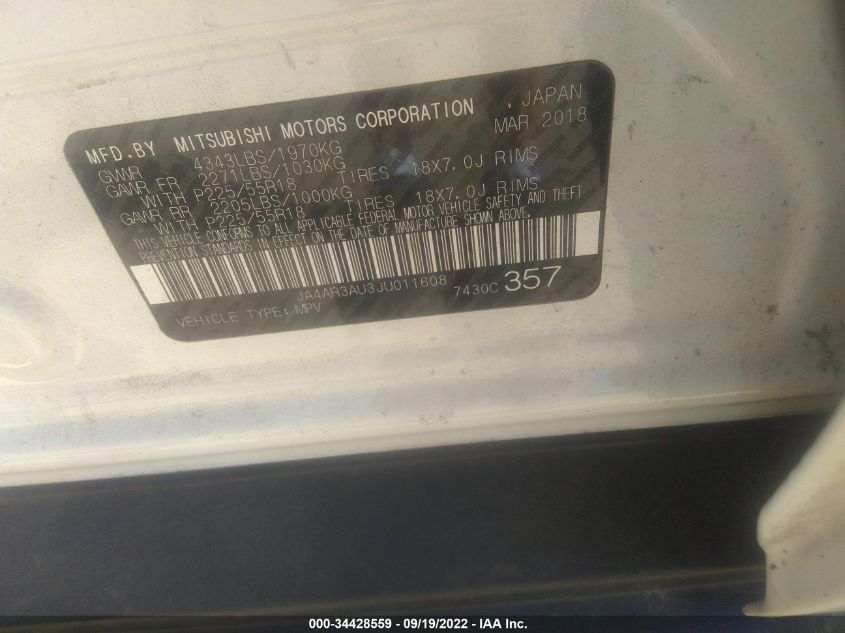 MFD.BY MITSUBISHI MOTORS CORPORATION , JAPAN
GVWR 4343LBS/1970KG MAR 2018
GAWR FR 2271LBS/1030KG
WITH P225/55R18 TIRES 18X7.0J RIMS
GAWR RR 2205LBS/1000KG
WITH P225/55R18 TIRES 18X7.0J RIMS
THIS VEHICLE CONFORMS TO ALL APPLICABLE FEDERAL MOTOR VEHICLE SAFETY AND THEFT
PREVENTION STANDARDS IN EFFECT ON THE DATE OF MANUFACTURE SHOWN ABOVE.
JA4AR3AU3JU011608 7430C 357
VEHICLE TYPE: MPV
000-34428559 - 09/19/2022 - IAA Inc.